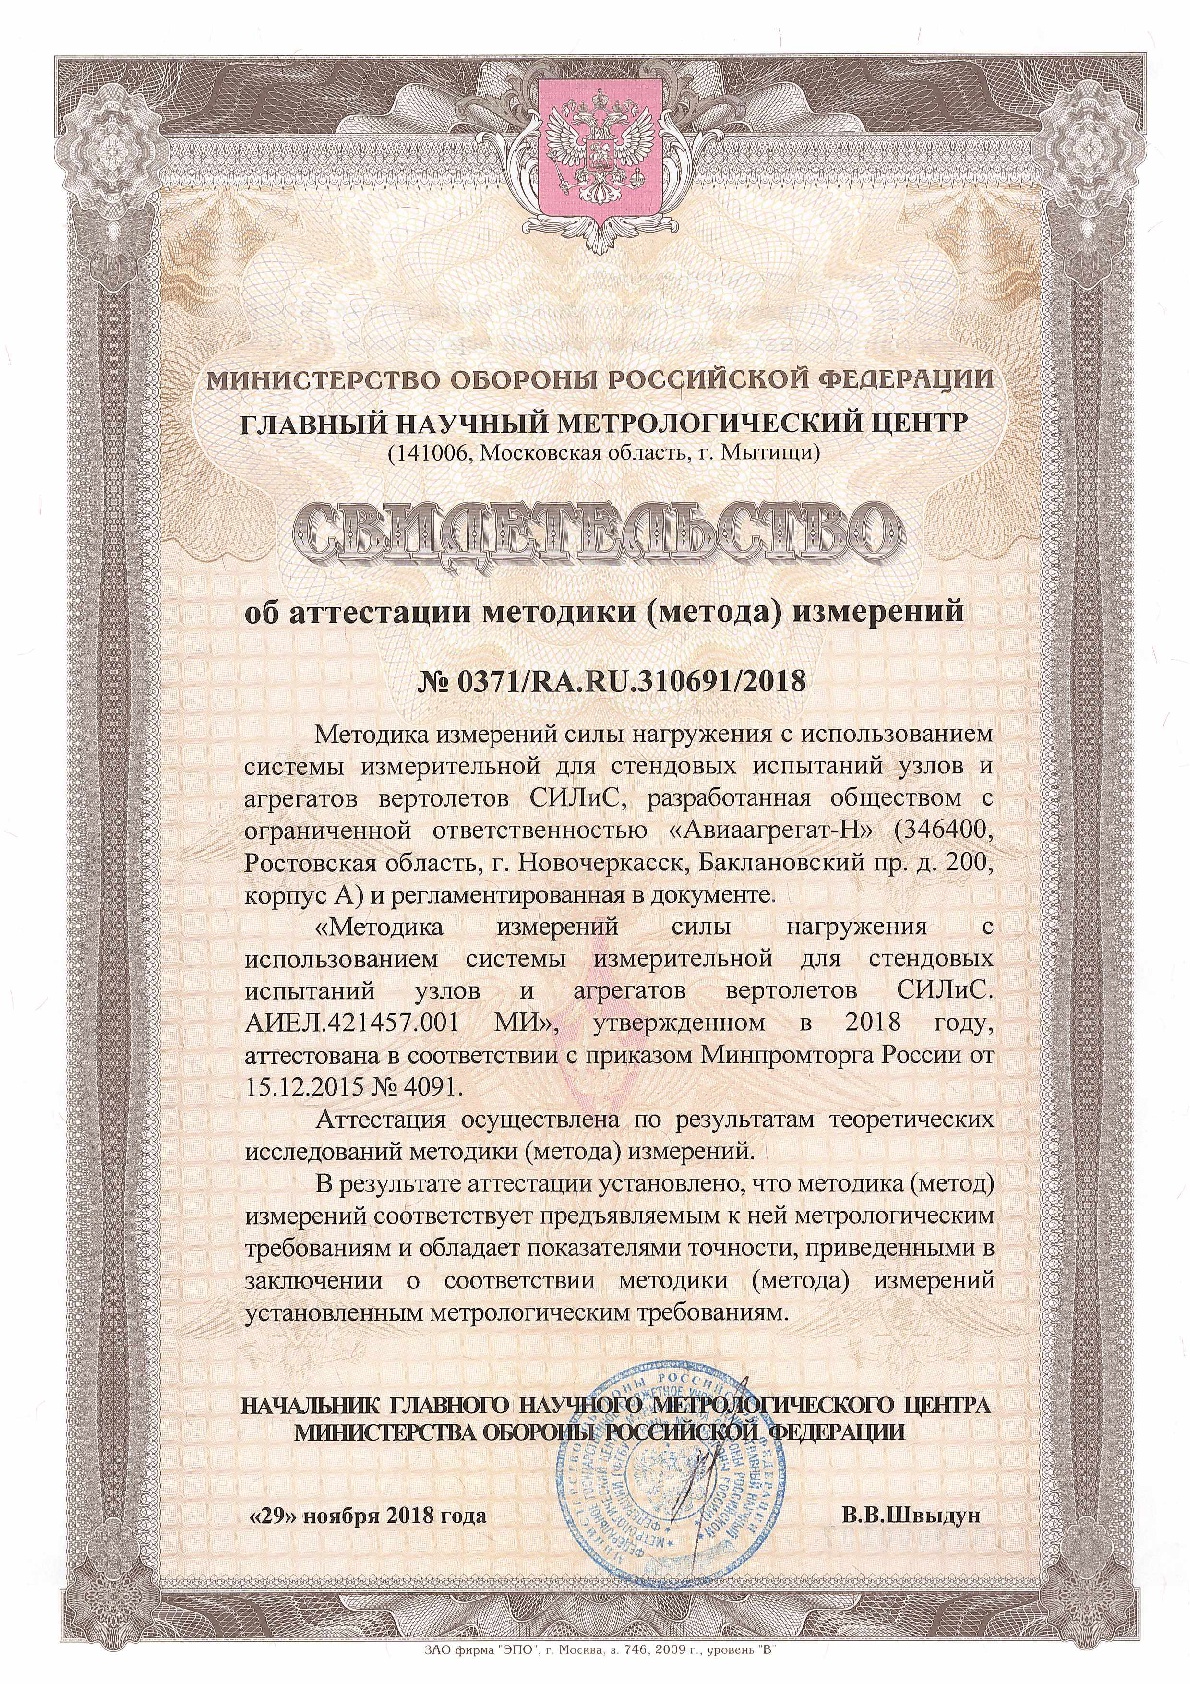 МИНИСТЕРСТВО ОБОРОНЫ РОССИЙСКОЙ ФЕДЕРАЦИИ
ГЛАВНЫЙ НАУЧНЫЙ МЕТРОЛОГИЧЕСКИЙ ЦЕНТР
(141006, Московская область, г. Мытищи)
СВИДЕТЕЛЬСТВО
об аттестации методики (метода) измерений
№ 0371/RA.RU.310691/2018
Методика измерений силы нагружения с использованием
системы измерительной для стендовых испытаний узлов и
агрегатов вертолетов СИЛиС, разработанная обществом с
ограниченной ответственностью «Авиаагрегат-Н» (346400,
Ростовская область, г. Новочеркасск, Баклановский пр. д. 200,
корпус А) и регламентированная в документе.
«Методика измерений силы нагружения с
использованием системы измерительной для стендовых
испытаний узлов и агрегатов вертолетов СИЛиС.
АИЕЛ.421457.001 МИ», утвержденном в 2018 году,
аттестована в соответствии с приказом Минпромторга России от
15.12.2015 № 4091.
Аттестация осуществлена по результатам теоретических
исследований методики (метода) измерений.
В результате аттестации установлено, что методика (метод)
измерений соответствует предъявляемым к ней метрологическим
требованиям и обладает показателями точности, приведенными в
заключении о соответствии методики (метода) измерений
установленным метрологическим требованиям.
НАЧАЛЬНИК ГЛАВНОГО НАУЧНОГО МЕТРОЛОГИЧЕСКОГО ЦЕНТРА
МИНИСТЕРСТВА ОБОРОНЫ РОССИЙСКОЙ ФЕДЕРАЦИИ
«29» ноября 2018 года В.В.Швыдун
ЗАО фирма "ЭПО", г. Москва, з. 746, 2009 г., уровень "В"